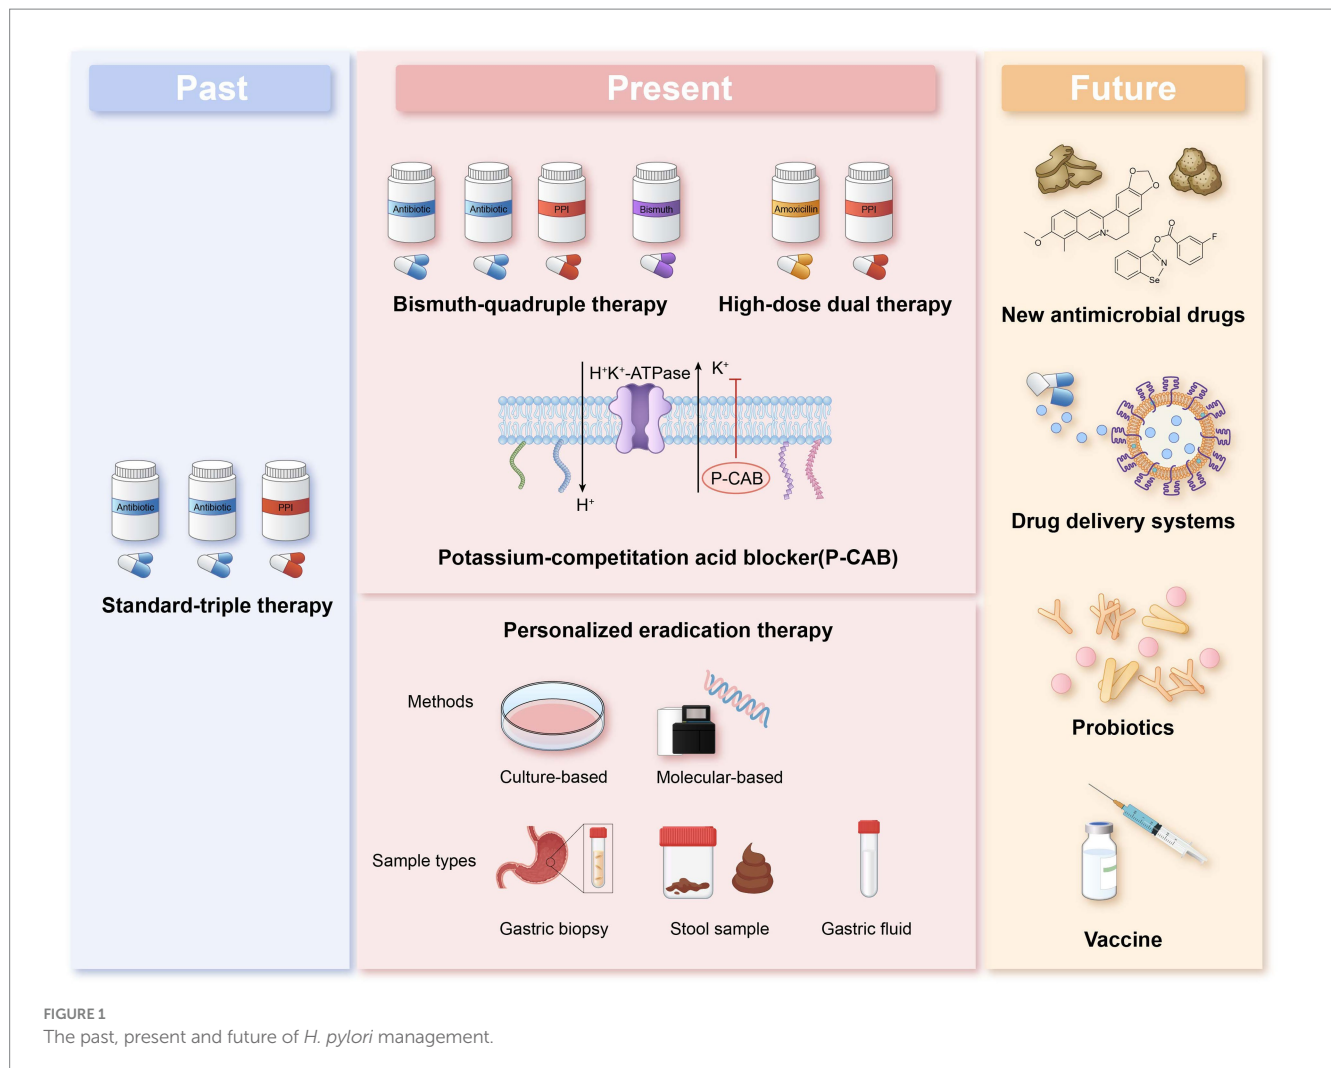 Past
Present
Future
Antibiotic
Antibiotic
PPI
Standard-triple therapy
Antibiotic
Antibiotic
PPI
Bismuth
Bismuth-quadruple therapy
Amoxicillin
PPI
High-dose dual therapy
H⁺K⁺-ATPase
K⁺
P-CAB
H⁺
Potassium-competitation acid blocker(P-CAB)
Personalized eradication therapy
Methods
Culture-based
Molecular-based
Sample types
Gastric biopsy
Stool sample
Gastric fluid
O
O
N⁺
O
O
O
F
N
Se
New antimicrobial drugs
Drug delivery systems
Probiotics
Vaccine
FIGURE 1
The past, present and future of H. pylori management.